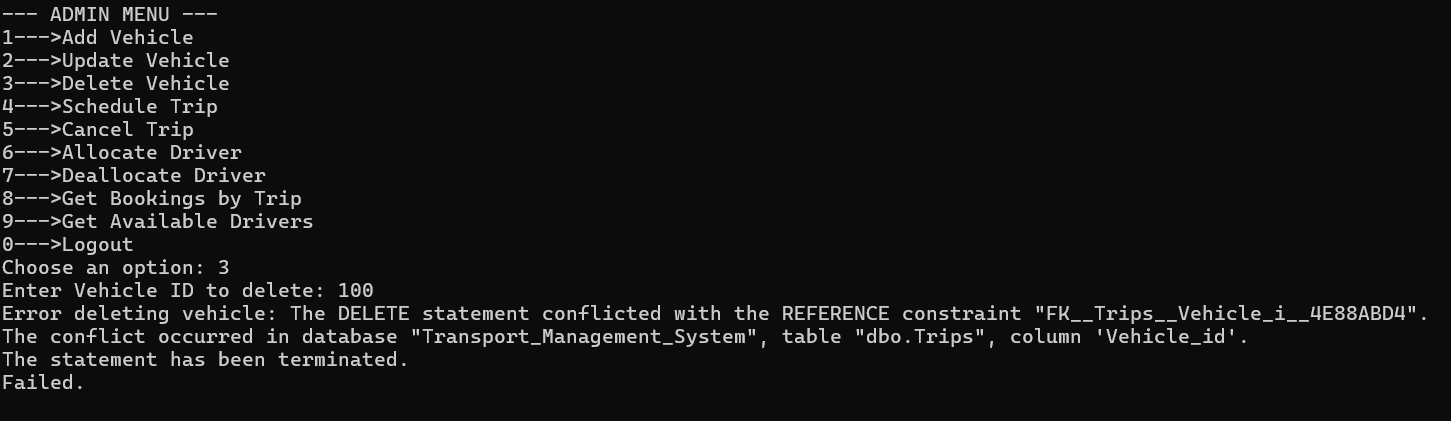 --- ADMIN MENU ---
1--->Add Vehicle
2--->Update Vehicle
3--->Delete Vehicle
4--->Schedule Trip
5--->Cancel Trip
6--->Allocate Driver
7--->Deallocate Driver
8--->Get Bookings by Trip
9--->Get Available Drivers
0--->Logout
Choose an option: 3
Enter Vehicle ID to delete: 100
Error deleting vehicle: The DELETE statement conflicted with the REFERENCE constraint "FK__Trips__Vehicle_i__4E88ABD4".
The conflict occurred in database "Transport_Management_System", table "dbo.Trips", column 'Vehicle_id'.
The statement has been terminated.
Failed.